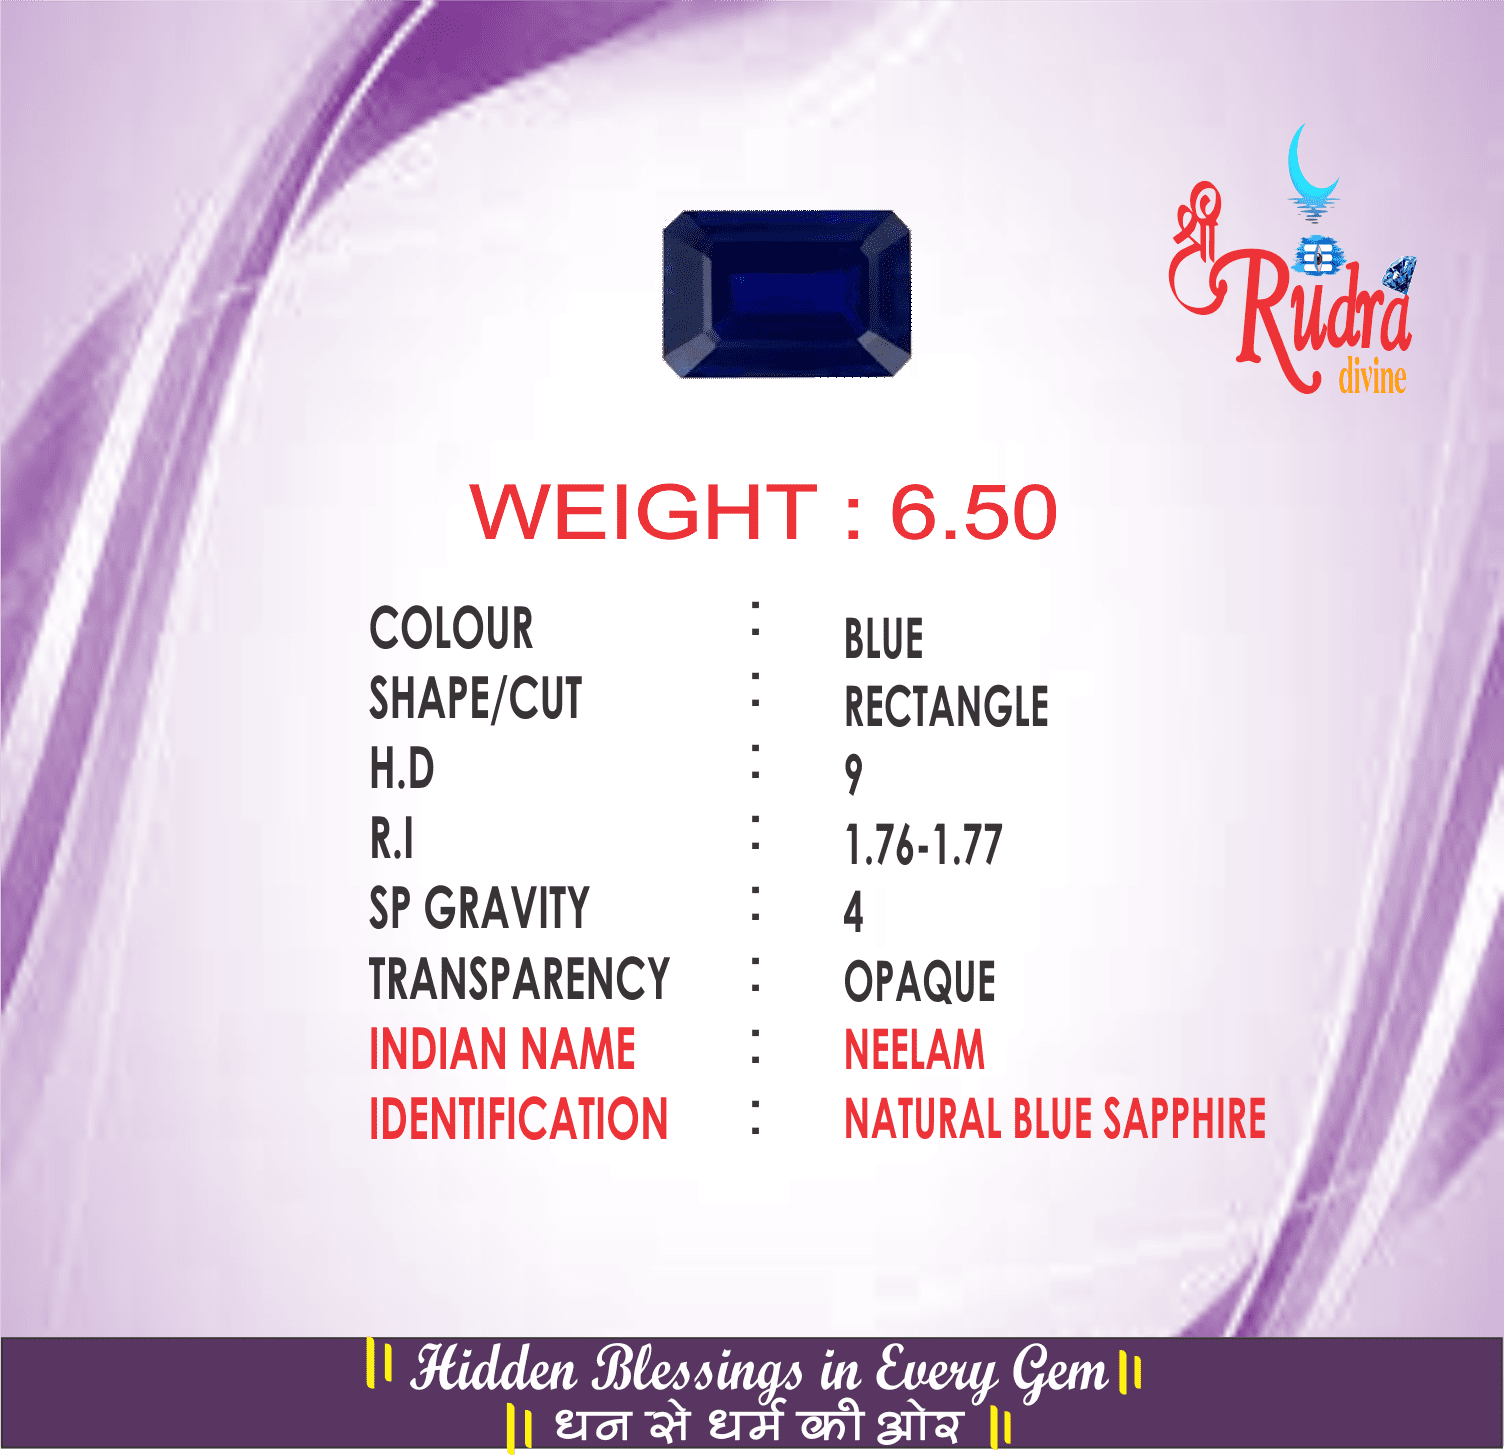 श्री
Rudra
divine
WEIGHT : 6.50
COLOUR : BLUE
SHAPE/CUT : RECTANGLE
H.D : 9
R.I : 1.76-1.77
SP GRAVITY : 4
TRANSPARENCY : OPAQUE
INDIAN NAME : NEELAM
IDENTIFICATION : NATURAL BLUE SAPPHIRE
|| Hidden Blessings in Every Gem ||
|| धन से धर्म की ओर ||